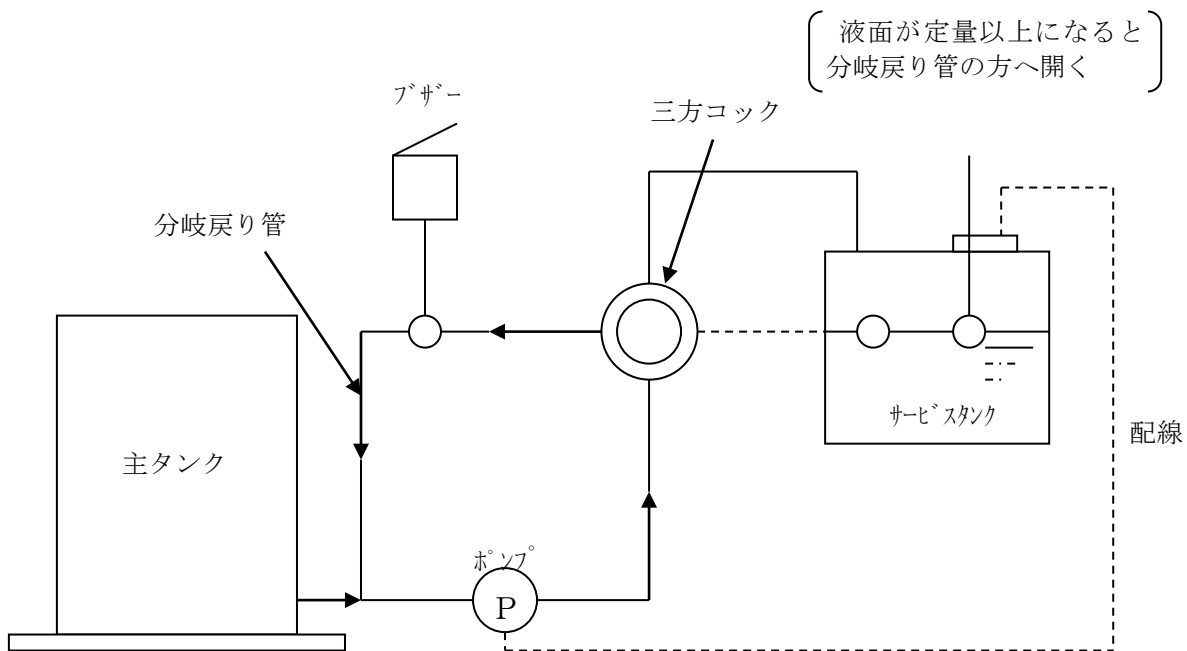 液面が定量以上になると
分岐戻り管の方へ開く
ﾌﾞｻﾞｰ
三方コック
分岐戻り管
ｻｰﾋﾞｽﾀﾝｸ
配線
主タンク
ﾎﾟﾝﾌﾟ
P